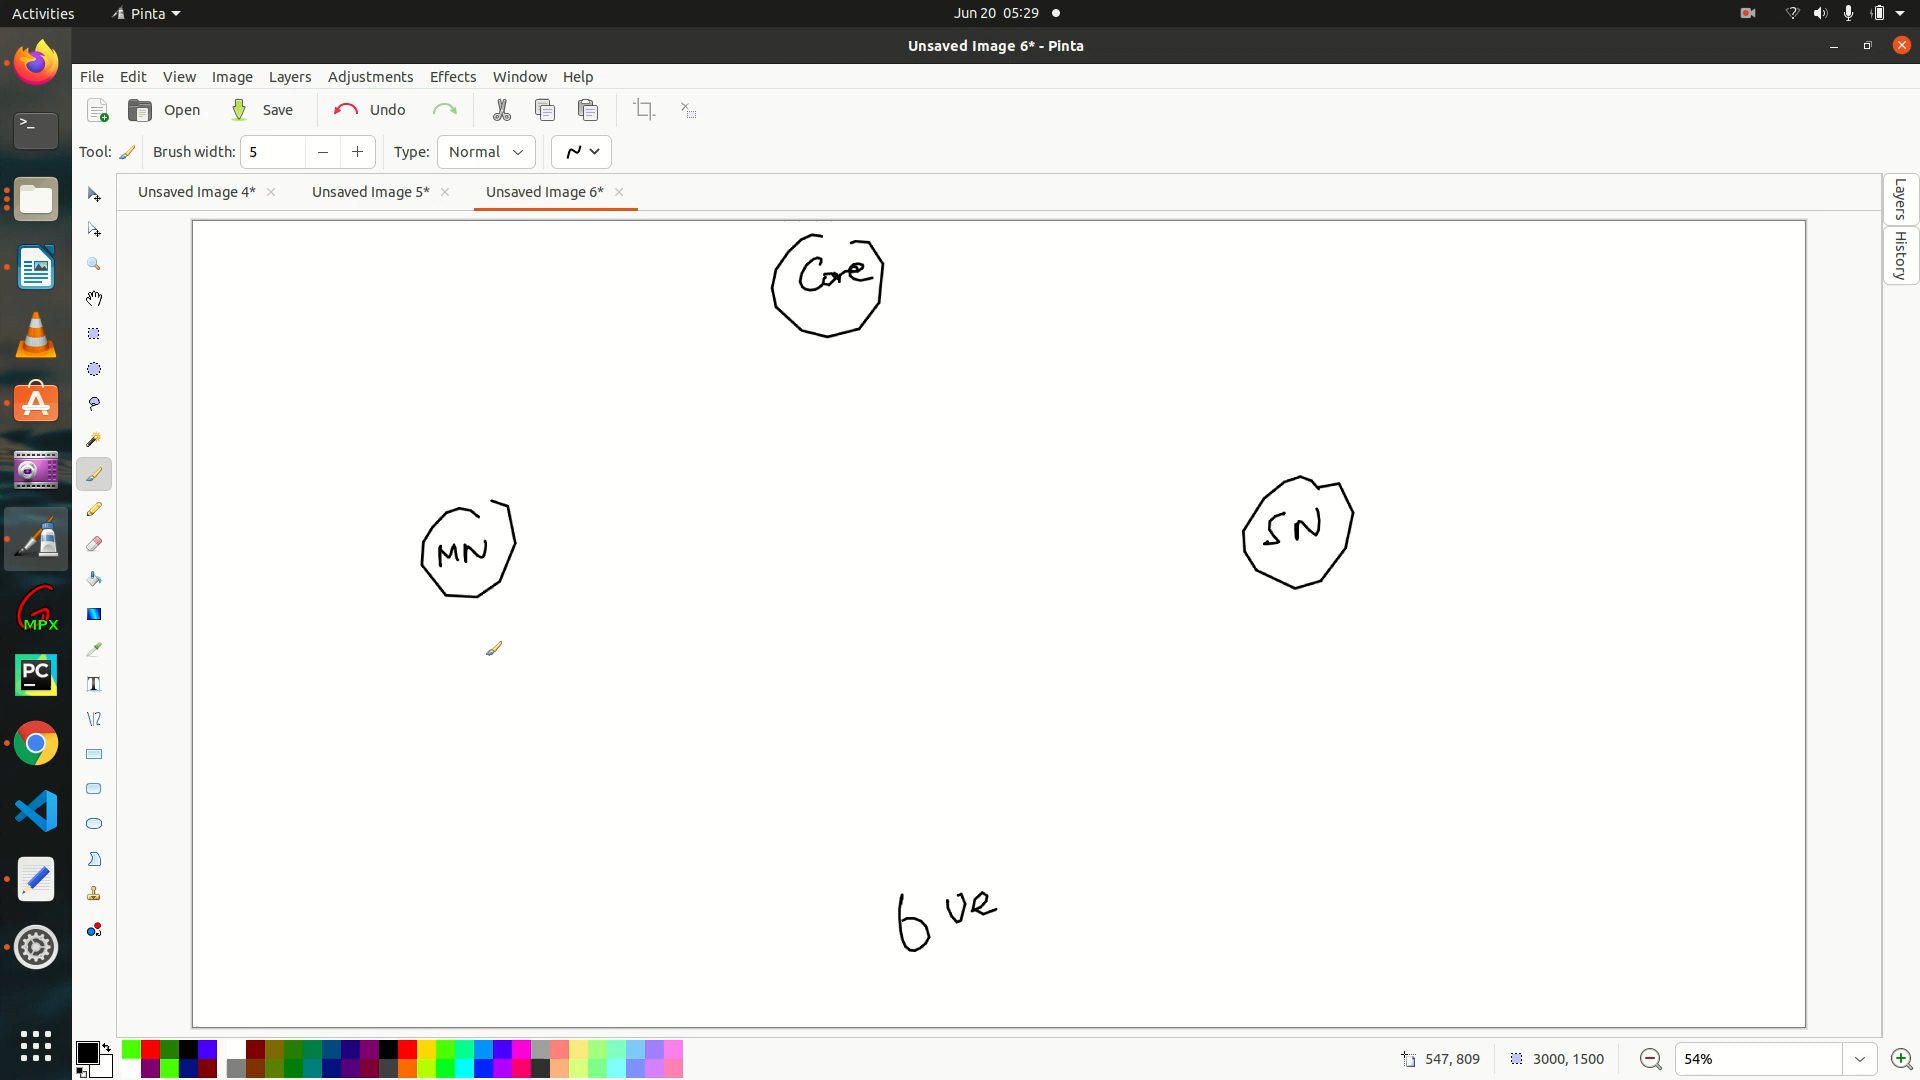 Activities Pinta Jun 20 05:29
Unsaved Image 6* - Pinta
File Edit View Image Layers Adjustments Effects Window Help
Open Save Undo
Tool: Brush width: 5 Type: Normal
Unsaved Image 4* Unsaved Image 5* Unsaved Image 6*
Layers
History
Core
MN
SN
MPX
PC
547, 809 3000, 1500 54%